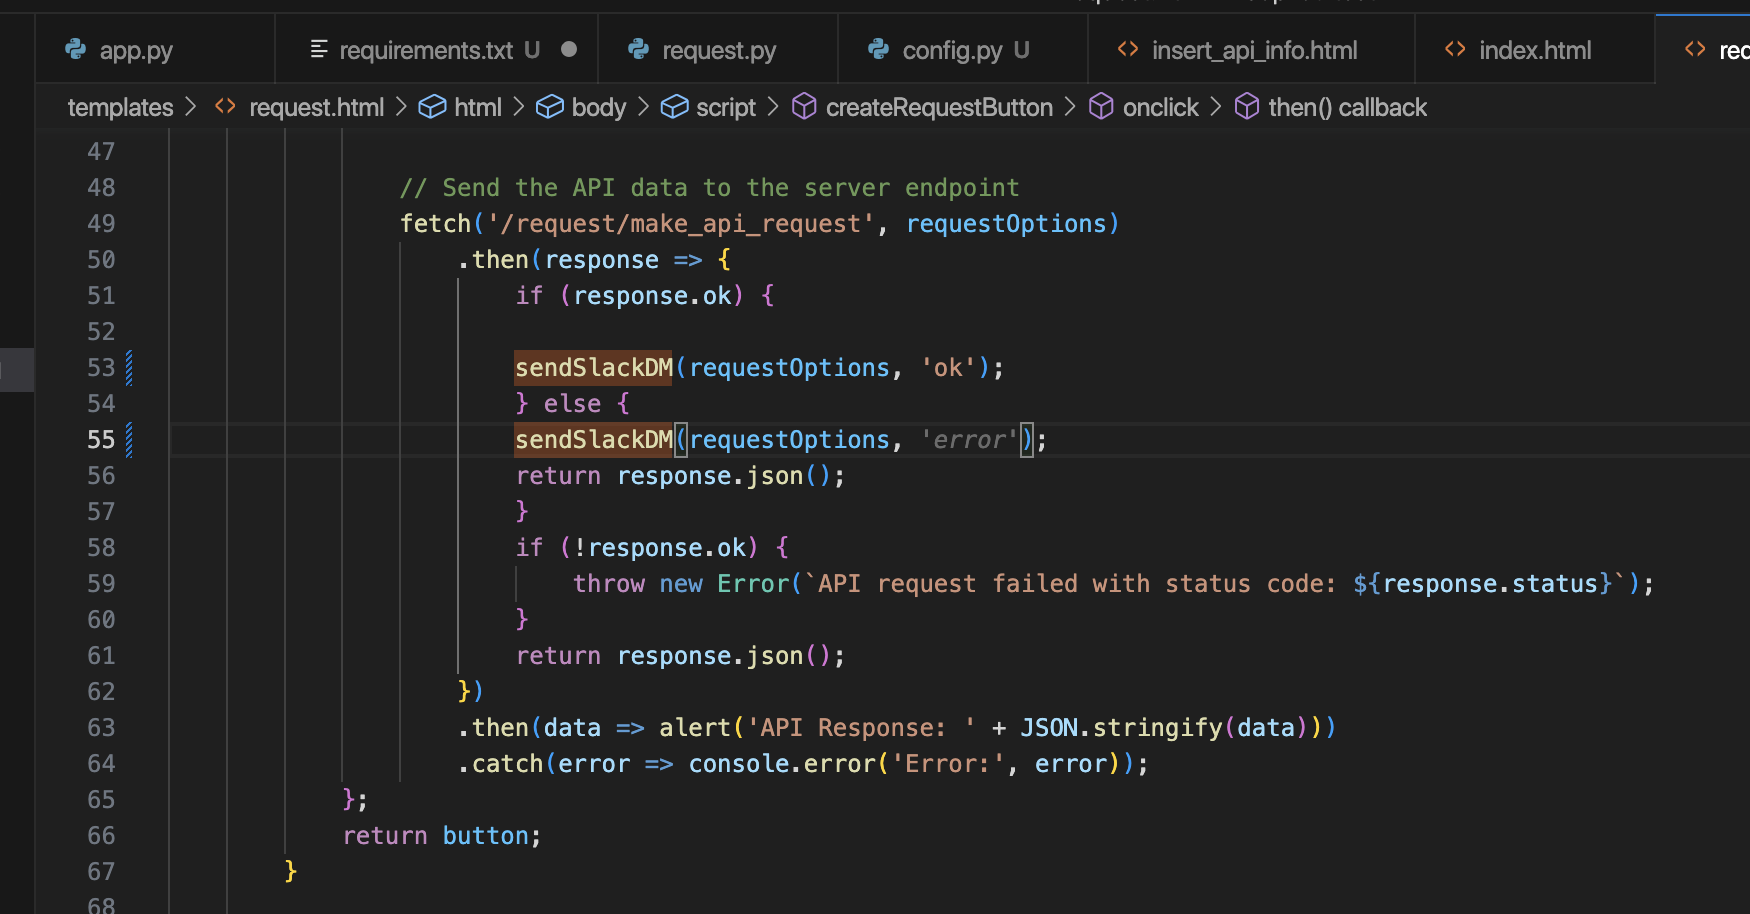 app.py requirements.txt U request.py config.py U insert_api_info.html index.html
templates > request.html > html > body > script > createRequestButton > onclick > then() callback
47
48 // Send the API data to the server endpoint
49 fetch('/request/make_api_request', requestOptions)
50 .then(response => {
51 if (response.ok) {
52
53 sendSlackDM(requestOptions, 'ok');
54 } else {
55 sendSlackDM(requestOptions, 'error');
56 return response.json();
57 }
58 if (!response.ok) {
59 throw new Error(`API request failed with status code: ${response.status}`);
60 }
61 return response.json();
62 })
63 .then(data => alert('API Response: ' + JSON.stringify(data)))
64 .catch(error => console.error('Error:', error));
65 };
66 return button;
67 }
68